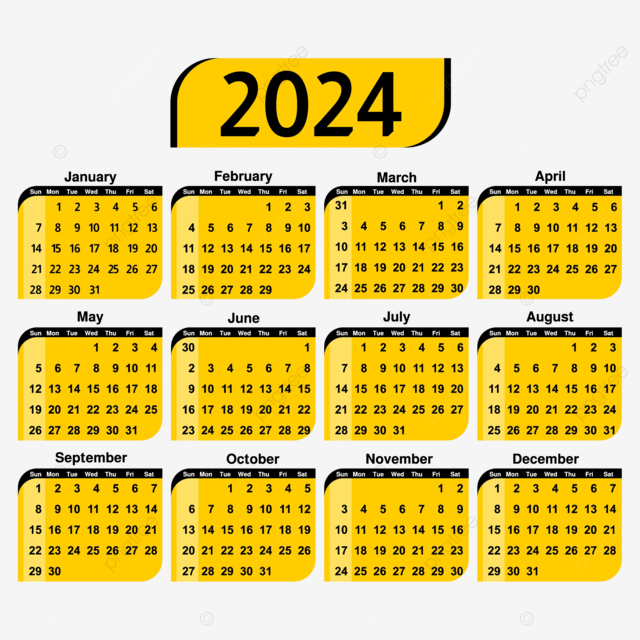 2024
January February March April
Sun Mon Tue Wed Thu Fri Sat Sun Mon Tue Wed Thu Fri Sat Sun Mon Tue Wed Thu Fri Sat Sun Mon Tue Wed Thu Fri Sat
1 2 3 4 5 6 1 2 3 31 1 2 1 2 3 4 5 6
7 8 9 10 11 12 13 4 5 6 7 8 9 10 3 4 5 6 7 8 9 7 8 9 10 11 12 13
14 15 16 17 18 19 20 11 12 13 14 15 16 17 10 11 12 13 14 15 16 14 15 16 17 18 19 20
21 22 23 24 25 26 27 18 19 20 21 22 23 24 17 18 19 20 21 22 23 21 22 23 24 25 26 27
28 29 30 31 25 26 27 28 29 24 25 26 27 28 29 30 28 29 30
May June July August
Sun Mon Tue Wed Thu Fri Sat Sun Mon Tue Wed Thu Fri Sat Sun Mon Tue Wed Thu Fri Sat Sun Mon Tue Wed Thu Fri Sat
1 2 3 4 30 1 1 2 3 4 5 6 1 2 3
5 6 7 8 9 10 11 2 3 4 5 6 7 8 7 8 9 10 11 12 13 4 5 6 7 8 9 10
12 13 14 15 16 17 18 9 10 11 12 13 14 15 14 15 16 17 18 19 20 11 12 13 14 15 16 17
19 20 21 22 23 24 25 16 17 18 19 20 21 22 21 22 23 24 25 26 27 18 19 20 21 22 23 24
26 27 28 29 30 31 23 24 25 26 27 28 29 28 29 30 31 25 26 27 28 29 30 31
September October November December
Sun Mon Tue Wed Thu Fri Sat Sun Mon Tue Wed Thu Fri Sat Sun Mon Tue Wed Thu Fri Sat Sun Mon Tue Wed Thu Fri Sat
1 2 3 4 5 6 7 1 2 3 4 5 1 2 1 2 3 4 5 6 7
8 9 10 11 12 13 14 6 7 8 9 10 11 12 3 4 5 6 7 8 9 8 9 10 11 12 13 14
15 16 17 18 19 20 21 13 14 15 16 17 18 19 10 11 12 13 14 15 16 15 16 17 18 19 20 21
22 23 24 25 26 27 28 20 21 22 23 24 25 26 17 18 19 20 21 22 23 22 23 24 25 26 27 28
29 30 27 28 29 30 31 24 25 26 27 28 29 30 29 30 31
pngtree